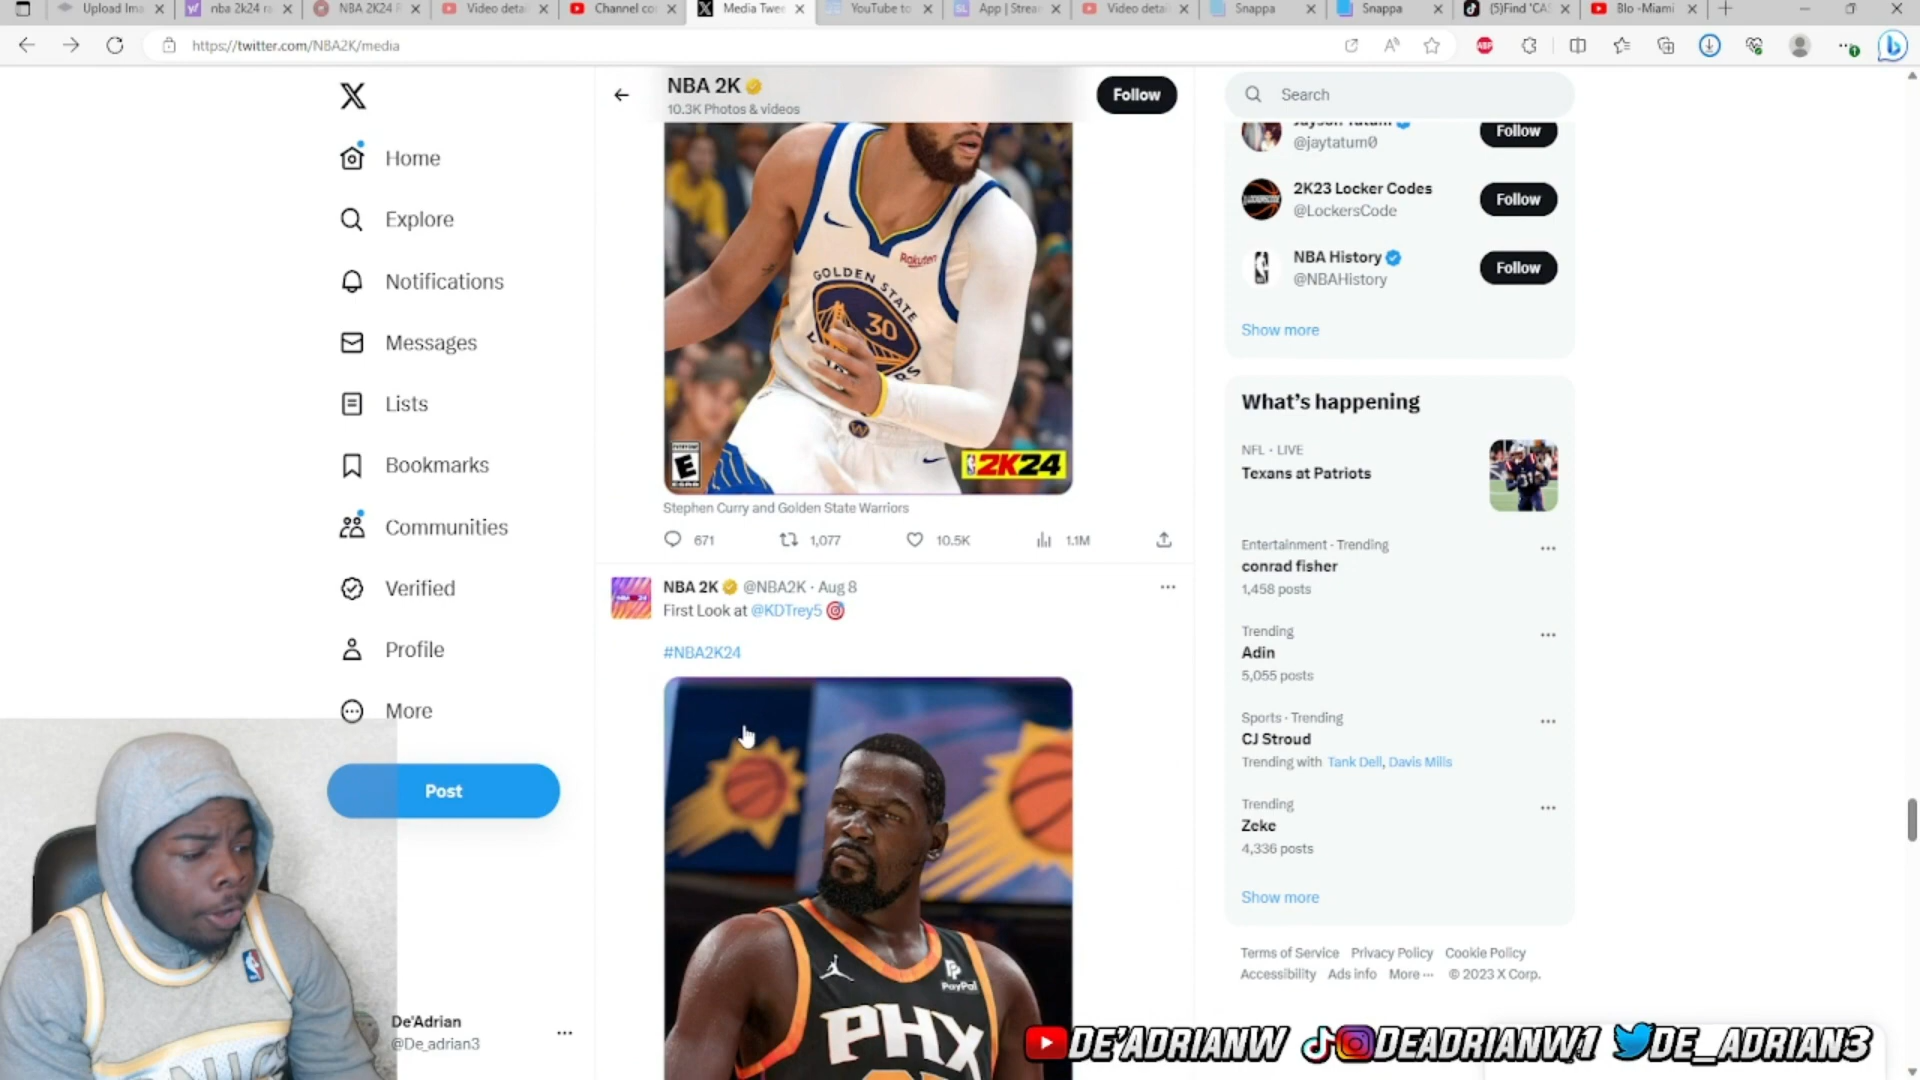 Upload Ima
nba 2k24 ra
NBA 2K24 F
Video detai
Channel co
Media Twee
YouTube to
App | Strea
Video detai
Snappa
Snappa
(5)Find 'CA
Blo -Miami
https://twitter.com/NBA2K/media
NBA 2K
10.3K Photos & videos
Follow
Home
Explore
Notifications
Messages
Lists
Bookmarks
Communities
Verified
Profile
More
Post
De'Adrian
@De_adrian3
Rakuten
GOLDEN STATE
30
E
2K24
Stephen Curry and Golden State Warriors
671
1,077
10.5K
1.1M
NBA 2K @NBA2K · Aug 8
First Look at @KDTrey5
#NBA2K24
PayPal
PHX
Search
Jayson Tatum
@jaytatum0
Follow
2K23 Locker Codes
@LockersCode
Follow
NBA History
@NBAHistory
Follow
Show more
What's happening
NFL · LIVE
Texans at Patriots
Entertainment · Trending
conrad fisher
1,458 posts
Trending
Adin
5,055 posts
Sports · Trending
CJ Stroud
Trending with Tank Dell, Davis Mills
Trending
Zeke
4,336 posts
Show more
Terms of Service Privacy Policy Cookie Policy
Accessibility Ads info More ··· © 2023 X Corp.
DE'ADRIANW DEADRIANW1 DE_ADRIAN3